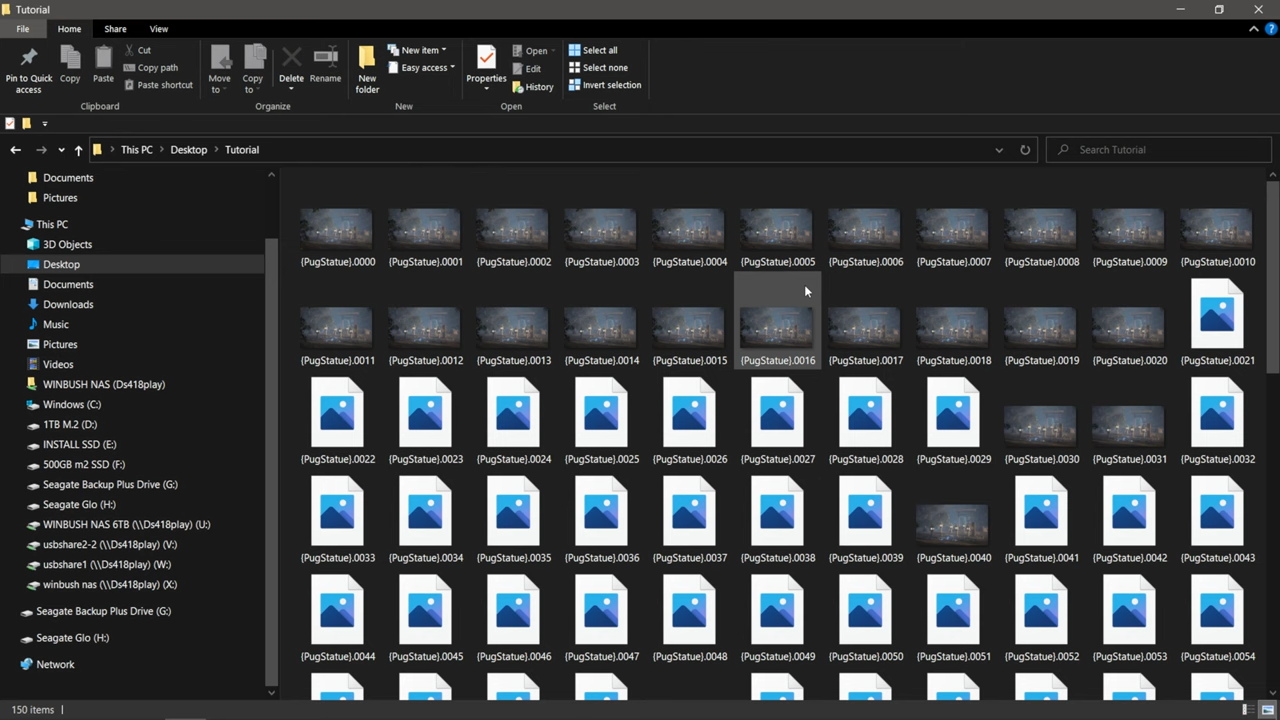 Tutorial
File Home Share View
Pin to Quick access
Copy
Paste
Cut
Copy path
Paste shortcut
Clipboard
Move to
Copy to
Delete
Rename
Organize
New folder
New item
Easy access
New
Properties
Open
Edit
History
Open
Select all
Select none
Invert selection
Select
This PC Desktop Tutorial
Search Tutorial
Documents
Pictures
This PC
3D Objects
Desktop
Documents
Downloads
Music
Pictures
Videos
WINBUSH NAS (Ds418play)
Windows (C:)
1TB M.2 (D:)
INSTALL SSD (E:)
500GB m2 SSD (F:)
Seagate Backup Plus Drive (G:)
Seagate Glo (H:)
WINBUSH NAS 6TB (\\Ds418play) (U:)
usbshare2-2 (\\Ds418play) (V:)
usbshare1 (\\Ds418play) (W:)
winbush nas (\\Ds418play) (X:)
Seagate Backup Plus Drive (G:)
Seagate Glo (H:)
Network
{PugStatue}.0000 {PugStatue}.0001 {PugStatue}.0002 {PugStatue}.0003 {PugStatue}.0004 {PugStatue}.0005 {PugStatue}.0006 {PugStatue}.0007 {PugStatue}.0008 {PugStatue}.0009 {PugStatue}.0010
{PugStatue}.0011 {PugStatue}.0012 {PugStatue}.0013 {PugStatue}.0014 {PugStatue}.0015 {PugStatue}.0016 {PugStatue}.0017 {PugStatue}.0018 {PugStatue}.0019 {PugStatue}.0020 {PugStatue}.0021
{PugStatue}.0022 {PugStatue}.0023 {PugStatue}.0024 {PugStatue}.0025 {PugStatue}.0026 {PugStatue}.0027 {PugStatue}.0028 {PugStatue}.0029 {PugStatue}.0030 {PugStatue}.0031 {PugStatue}.0032
{PugStatue}.0033 {PugStatue}.0034 {PugStatue}.0035 {PugStatue}.0036 {PugStatue}.0037 {PugStatue}.0038 {PugStatue}.0039 {PugStatue}.0040 {PugStatue}.0041 {PugStatue}.0042 {PugStatue}.0043
{PugStatue}.0044 {PugStatue}.0045 {PugStatue}.0046 {PugStatue}.0047 {PugStatue}.0048 {PugStatue}.0049 {PugStatue}.0050 {PugStatue}.0051 {PugStatue}.0052 {PugStatue}.0053 {PugStatue}.0054
150 items